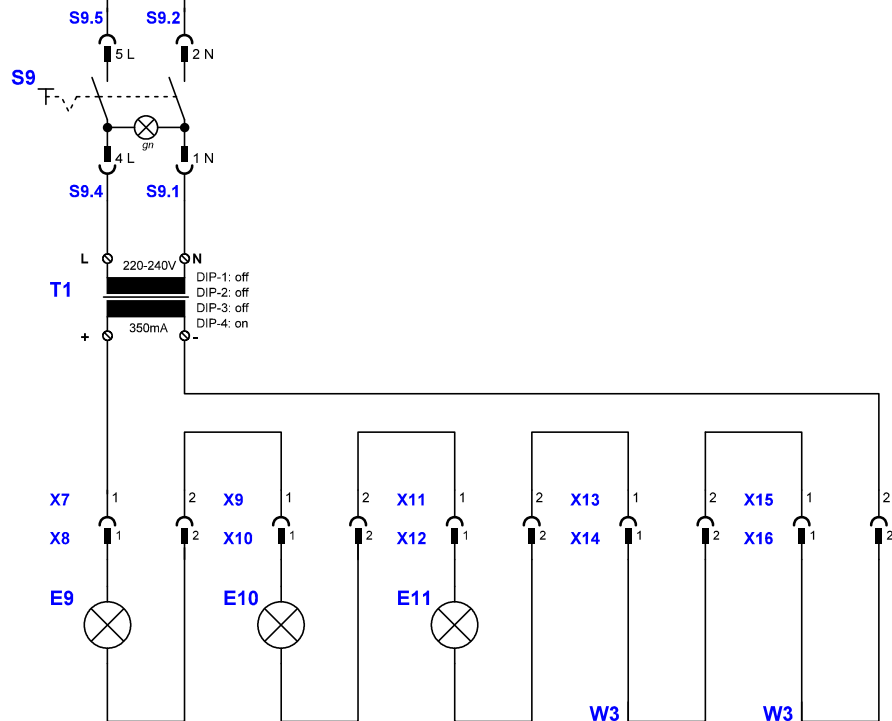 S9.5 S9.2
5 L 2 N
S9
gn
4 L 1 N
S9.4 S9.1
L 220-240V N
DIP-1: off
T1 DIP-2: off
DIP-3: off
350mA DIP-4: on
+ -
X7 1 2 X9 1 2 X11 1 2 X13 1 2 X15 1 2
X8 1 2 X10 1 2 X12 1 2 X14 1 2 X16 1 2
E9 E10 E11
W3 W3